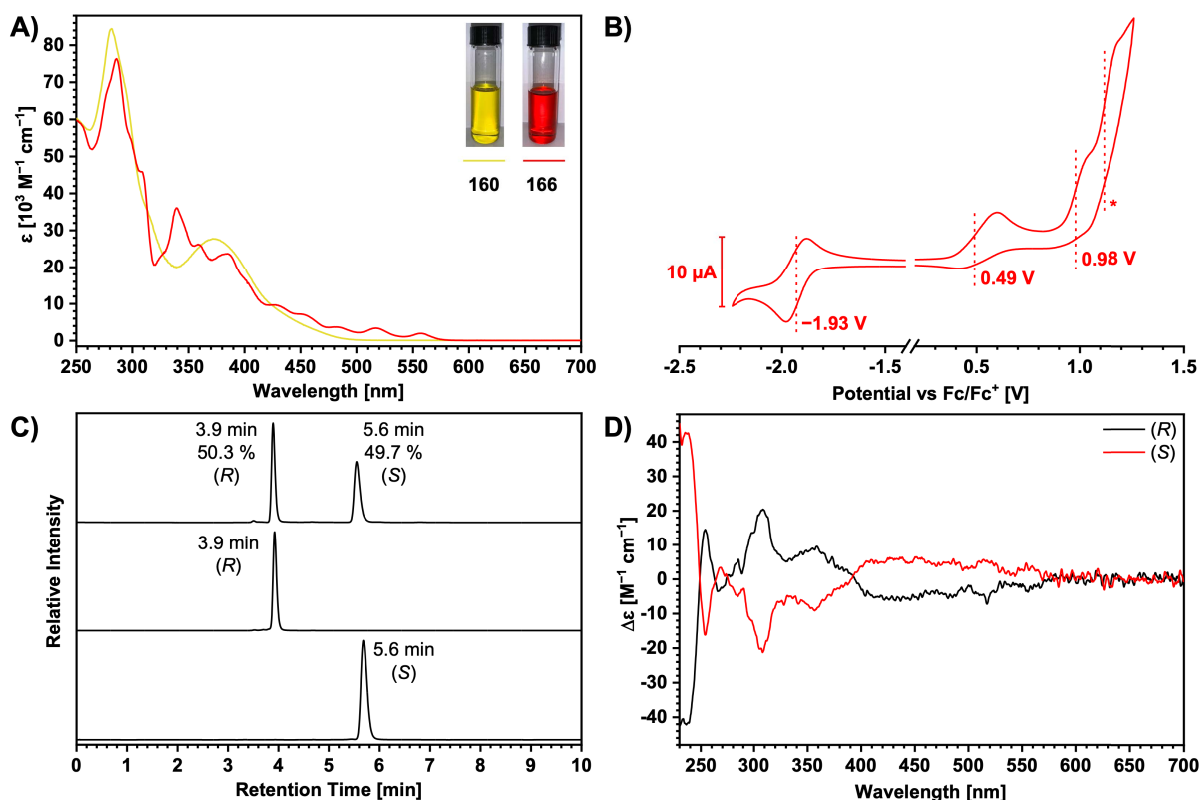 A)
ε [10³ M⁻¹ cm⁻¹]
80
70
60
50
40
30
20
10
0
160
166
250 300 350 400 450 500 550 600 650 700
Wavelength [nm]
B)
10 µA
−1.93 V
0.49 V
0.98 V
*
-2.5 -2.0 -1.5 0.5 1.0 1.5
Potential vs Fc/Fc⁺ [V]
C)
Relative Intensity
3.9 min
50.3 %
(R)
5.6 min
49.7 %
(S)
3.9 min
(R)
5.6 min
(S)
0 1 2 3 4 5 6 7 8 9 10
Retention Time [min]
D)
Δε [M⁻¹ cm⁻¹]
40
30
20
10
0
-10
-20
-30
-40
(R)
(S)
250 300 350 400 450 500 550 600 650 700
Wavelength [nm]